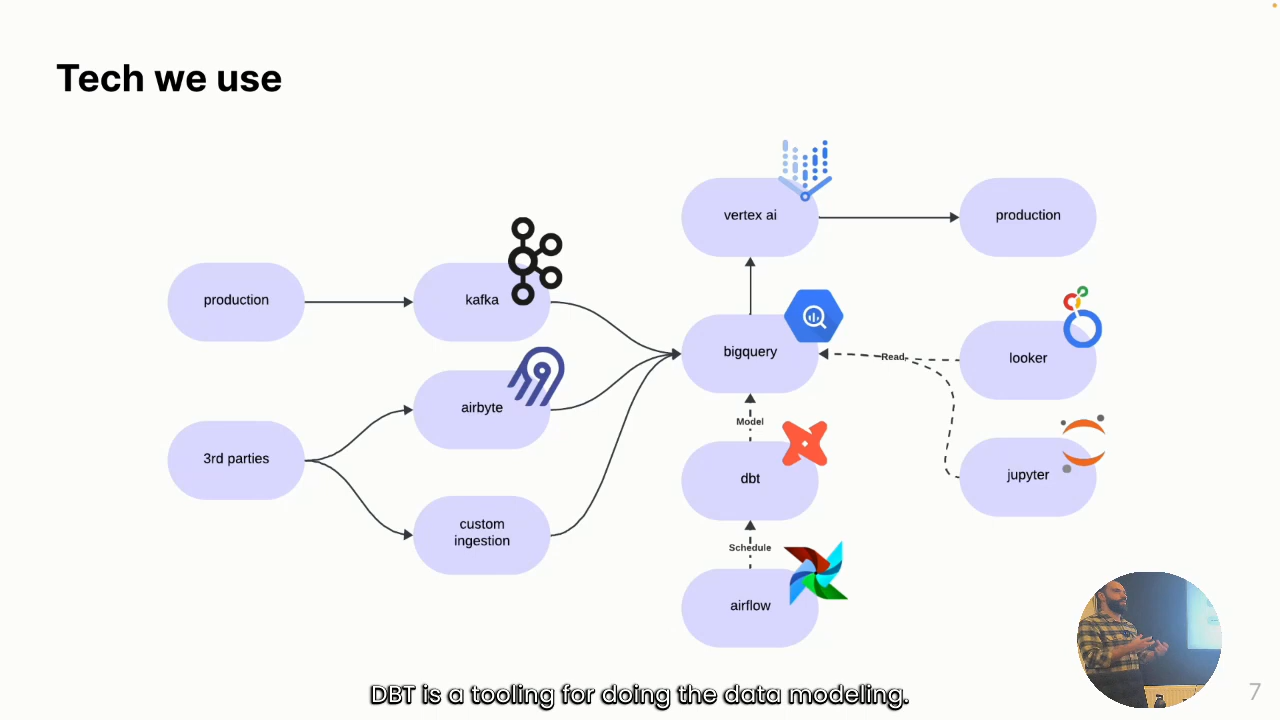 Tech we use
vertex ai
production
production
kafka
bigquery
Read
looker
airbyte
Model
3rd parties
dbt
jupyter
custom
ingestion
Schedule
airflow
DBT is a tooling for doing the data modeling.
7